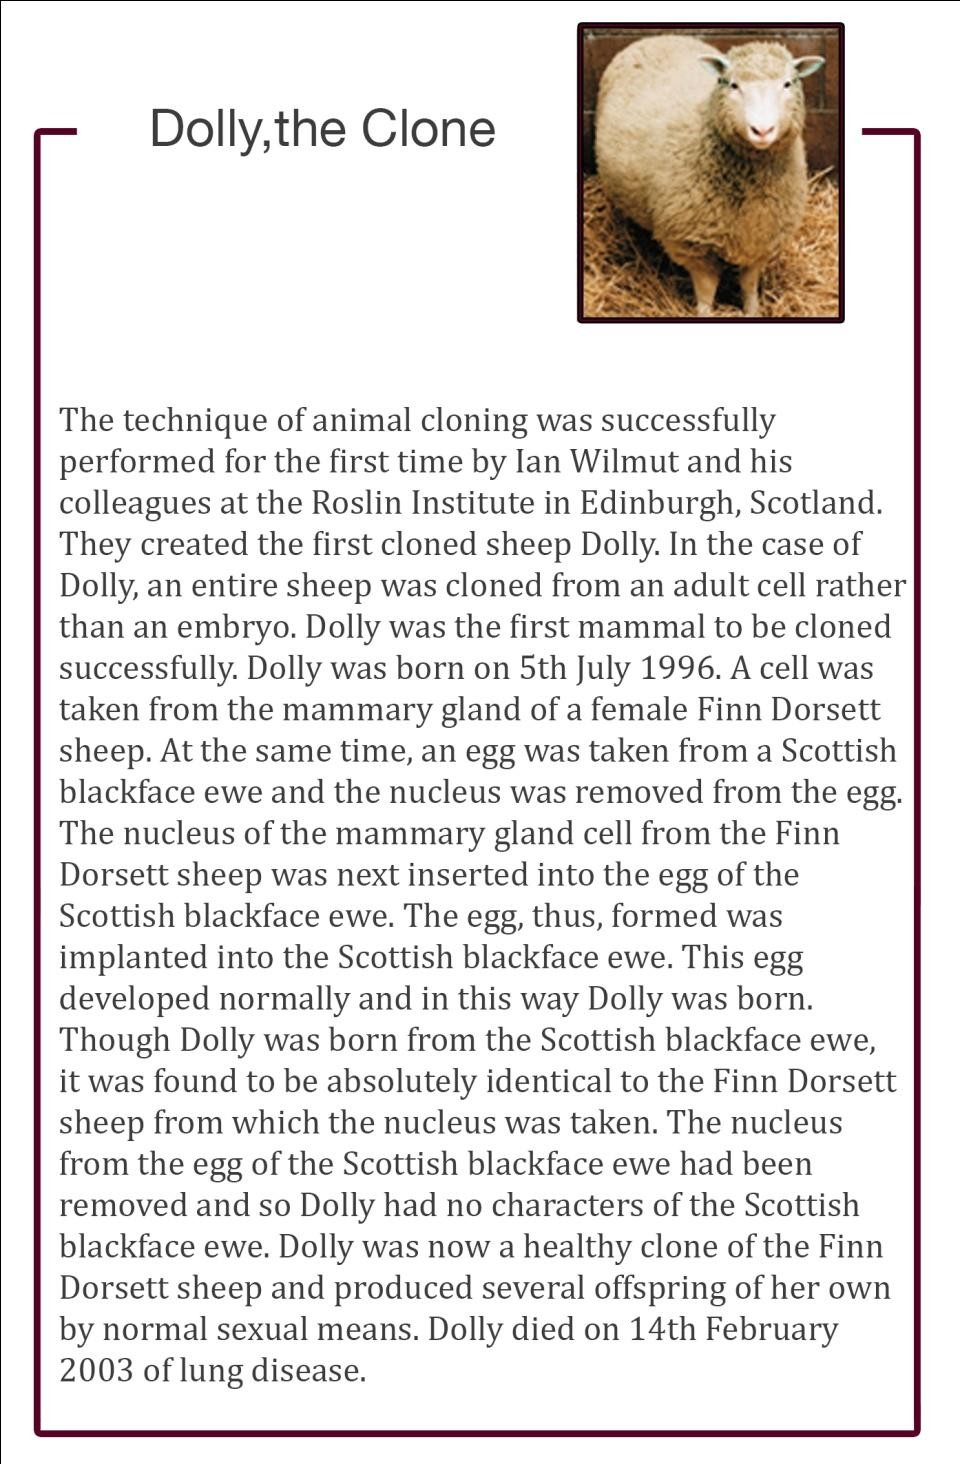 Dolly,the Clone
The technique of animal cloning was successfully
performed for the first time by Ian Wilmut and his
colleagues at the Roslin Institute in Edinburgh, Scotland.
They created the first cloned sheep Dolly. In the case of
Dolly, an entire sheep was cloned from an adult cell rather
than an embryo. Dolly was the first mammal to be cloned
successfully. Dolly was born on 5th July 1996. A cell was
taken from the mammary gland of a female Finn Dorsett
sheep. At the same time, an egg was taken from a Scottish
blackface ewe and the nucleus was removed from the egg.
The nucleus of the mammary gland cell from the Finn
Dorsett sheep was next inserted into the egg of the
Scottish blackface ewe. The egg, thus, formed was
implanted into the Scottish blackface ewe. This egg
developed normally and in this way Dolly was born.
Though Dolly was born from the Scottish blackface ewe,
it was found to be absolutely identical to the Finn Dorsett
sheep from which the nucleus was taken. The nucleus
from the egg of the Scottish blackface ewe had been
removed and so Dolly had no characters of the Scottish
blackface ewe. Dolly was now a healthy clone of the Finn
Dorsett sheep and produced several offspring of her own
by normal sexual means. Dolly died on 14th February
2003 of lung disease.